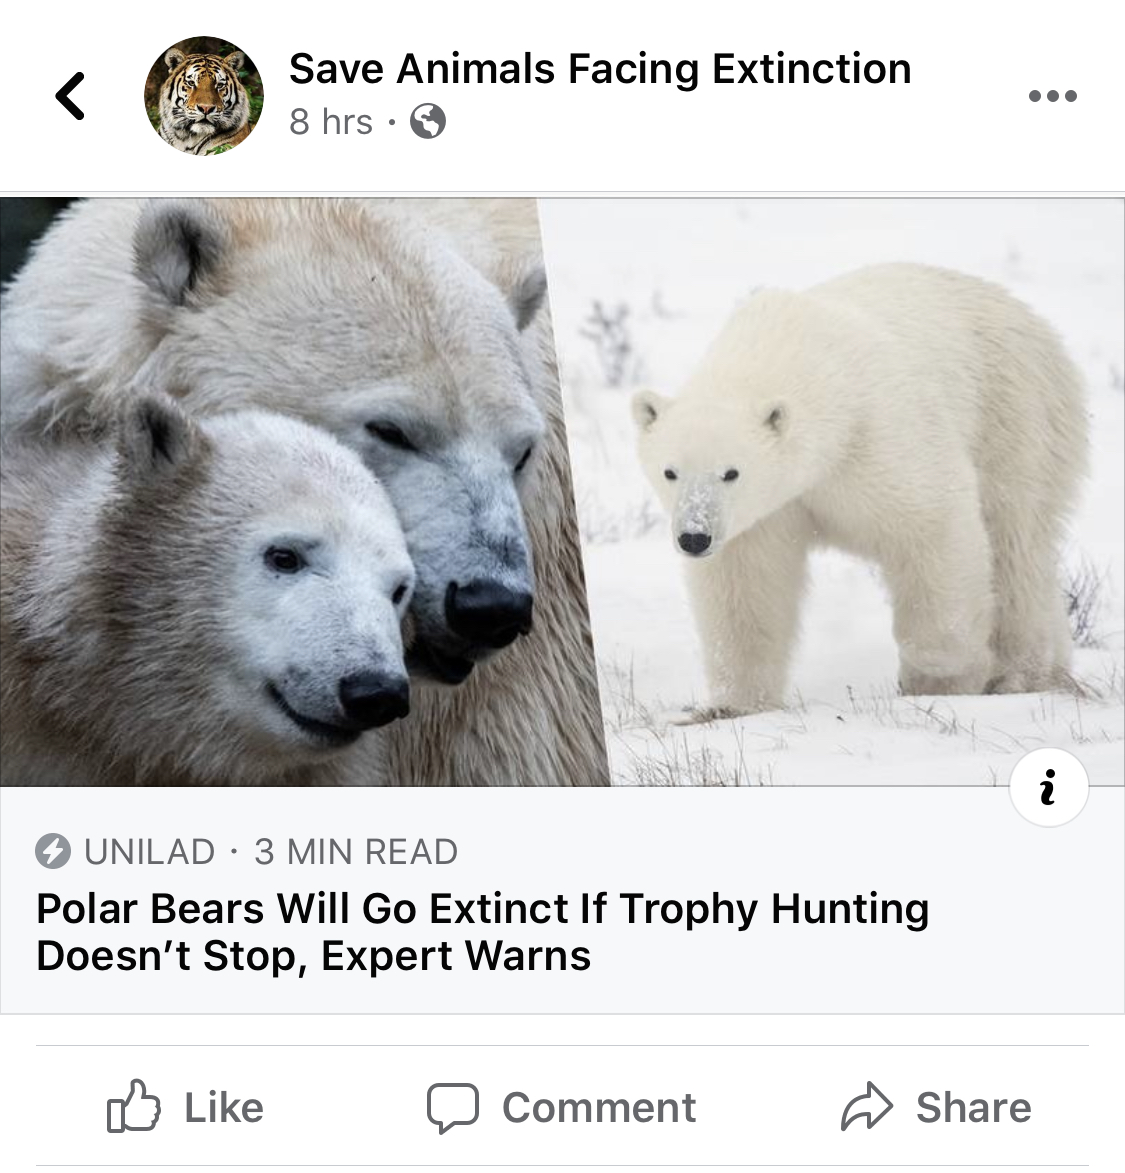 Save Animals Facing Extinction
8 hrs ·
i
UNILAD · 3 MIN READ
Polar Bears Will Go Extinct If Trophy Hunting
Doesn’t Stop, Expert Warns
Like Comment Share